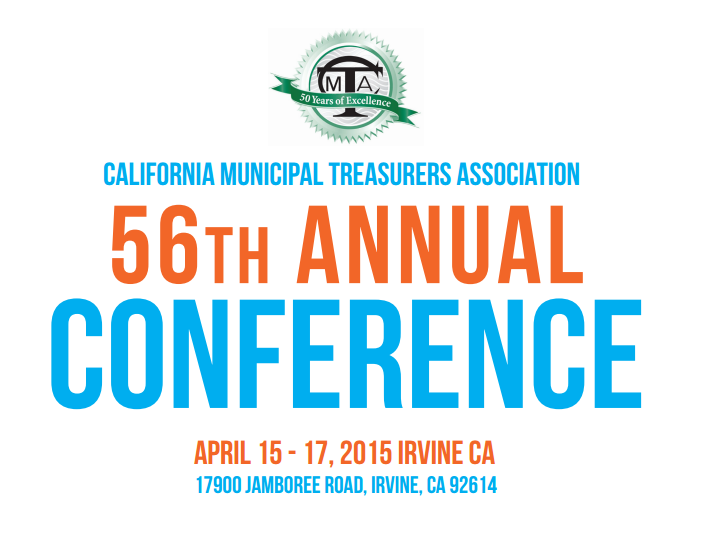 CMTA
50 Years of Excellence
CALIFORNIA MUNICIPAL TREASURERS ASSOCIATION
56TH ANNUAL
CONFERENCE
APRIL 15 - 17, 2015 IRVINE CA
17900 JAMBOREE ROAD, IRVINE, CA 92614